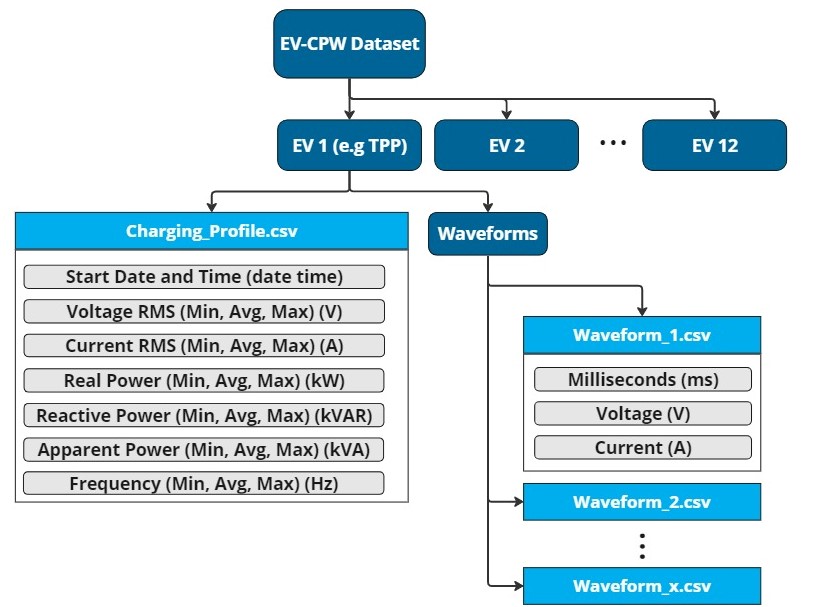 EV-CPW Dataset
EV 1 (e.g TPP)
EV 2
...
EV 12
Charging_Profile.csv
Start Date and Time (date time)
Voltage RMS (Min, Avg, Max) (V)
Current RMS (Min, Avg, Max) (A)
Real Power (Min, Avg, Max) (kW)
Reactive Power (Min, Avg, Max) (kVAR)
Apparent Power (Min, Avg, Max) (kVA)
Frequency (Min, Avg, Max) (Hz)
Waveforms
Waveform_1.csv
Milliseconds (ms)
Voltage (V)
Current (A)
Waveform_2.csv
Waveform_x.csv